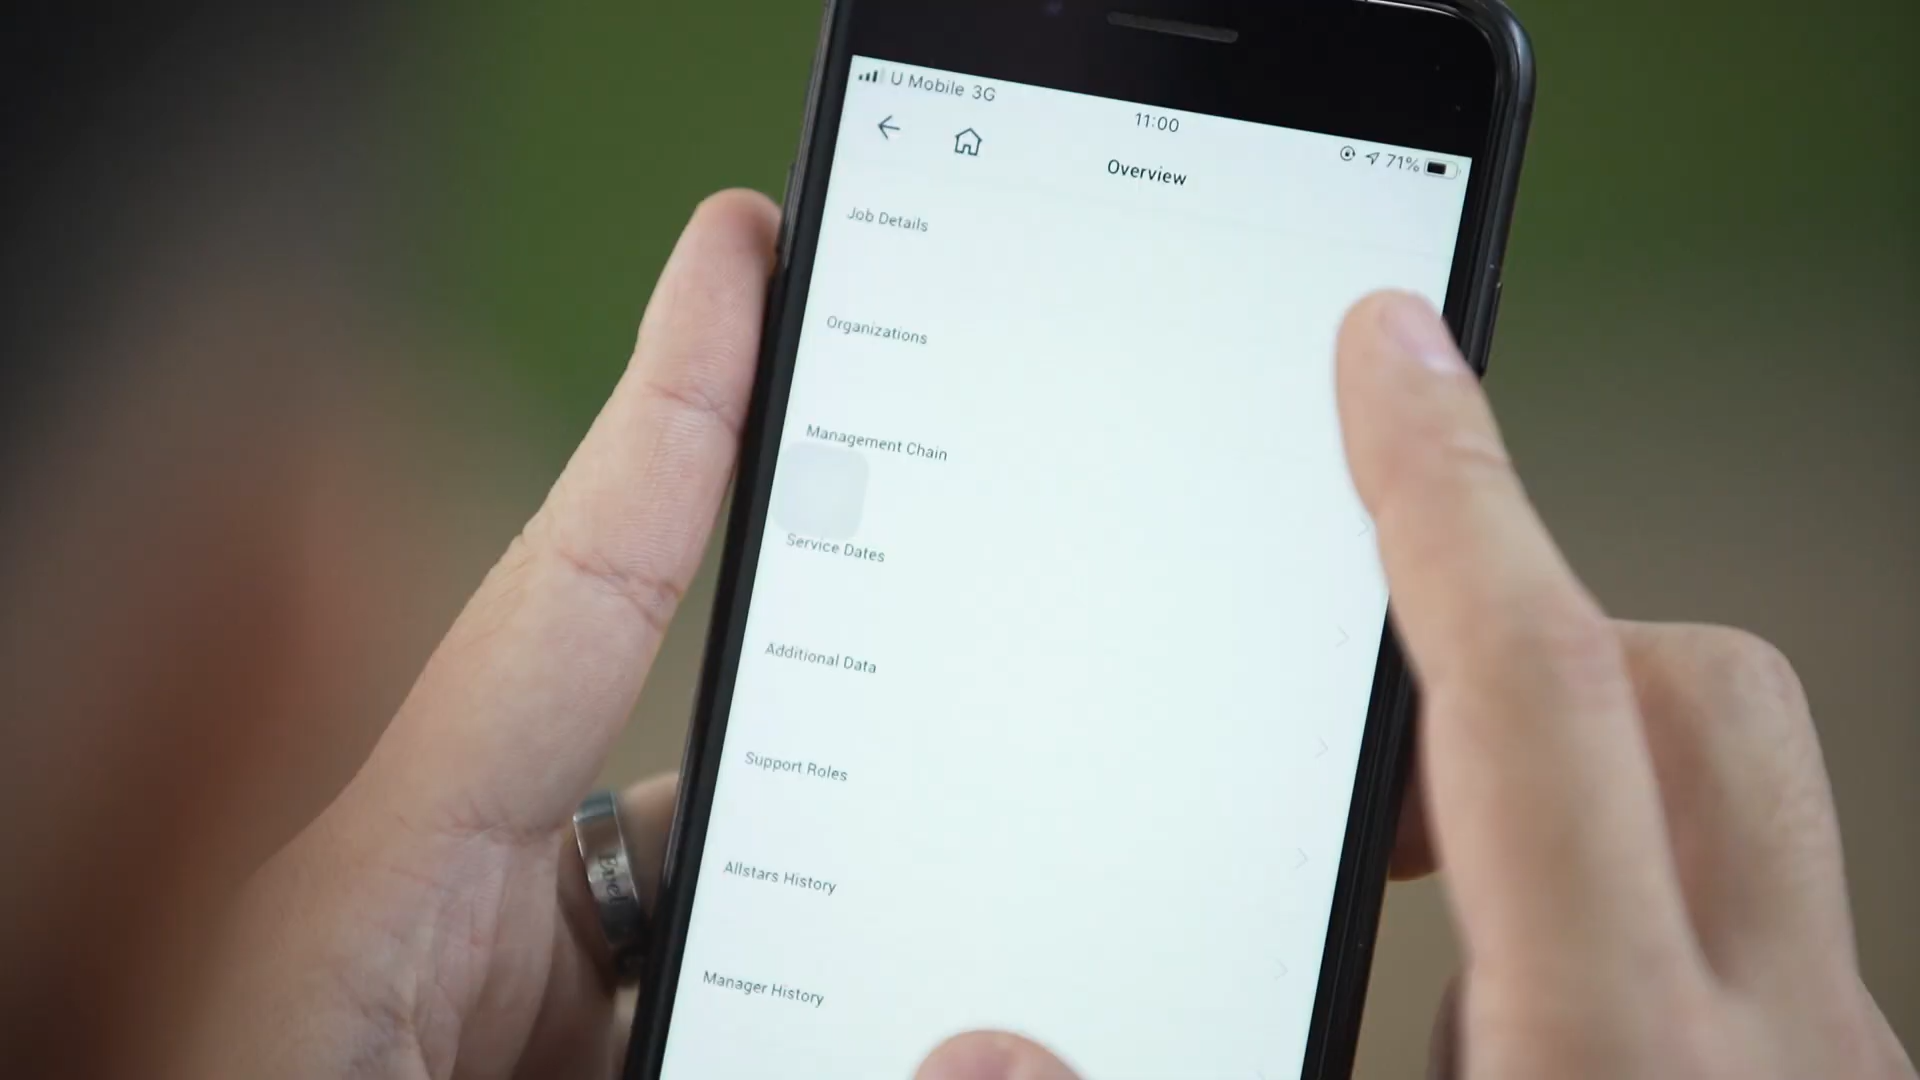 U Mobile 3G
11:00
71%
Overview
Job Details
Organizations
Management Chain
Service Dates
Additional Data
Support Roles
Allstars History
Manager History